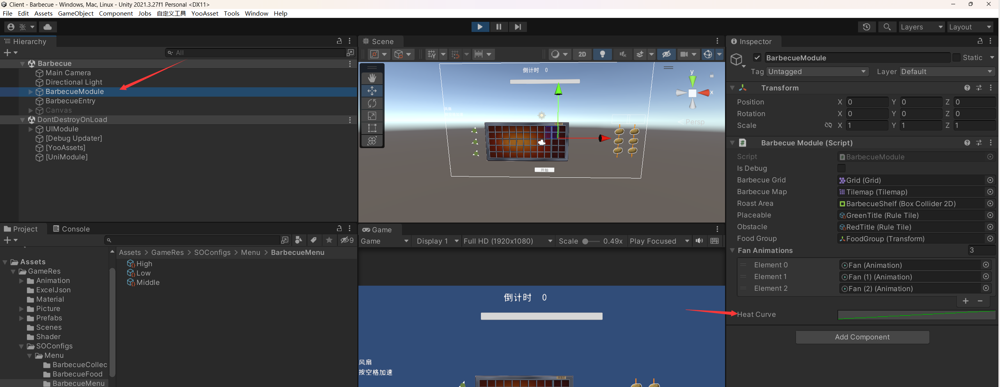 Client - Barbecue - Windows, Mac, Linux - Unity 2021.3.27f1 Personal <DX11>
File Edit Assets GameObject Component Jobs 自定义工具 YooAsset Tools Window Help
张 Layers Layout
Hierarchy
All
Barbecue
Main Camera
Directional Light
BarbecueModule
BarbecueEntry
Canvas
DontDestroyOnLoad
UIModule
[Debug Updater]
[YooAssets]
[UniModule]
Scene
2D
倒计时 0
y
x
Persp
开始
Inspector
BarbecueModule Static
Tag Untagged Layer Default
Transform
Position X 0 Y 0 Z 0
Rotation X 0 Y 0 Z 0
Scale X 1 Y 1 Z 1
Barbecue Module (Script)
Script BarbecueModule
Is Debug
Barbecue Grid Grid (Grid)
Barbecue Map Tilemap (Tilemap)
Roast Area BarbecueShelf (Box Collider 2D)
Placeable GreenTitle (Rule Tile)
Obstacle RedTitle (Rule Tile)
Food Group FoodGroup (Transform)
Fan Animations 3
Element 0 Fan (Animation)
Element 1 Fan (1) (Animation)
Element 2 Fan (2) (Animation)
Heat Curve
Add Component
Project Console
9
Assets > GameRes > SOConfigs > Menu > BarbecueMenu
High
Low
Middle
Assets
GameRes
Animation
ExcelJson
Material
Picture
Prefabs
Scenes
Shader
SOConfigs
Menu
BarbecueCollec
BarbecueFood
BarbecueMenu
Game
Game Display 1 Full HD (1920x1080) Scale 0.49x Play Focused
倒计时 0
风扇
按空格加速